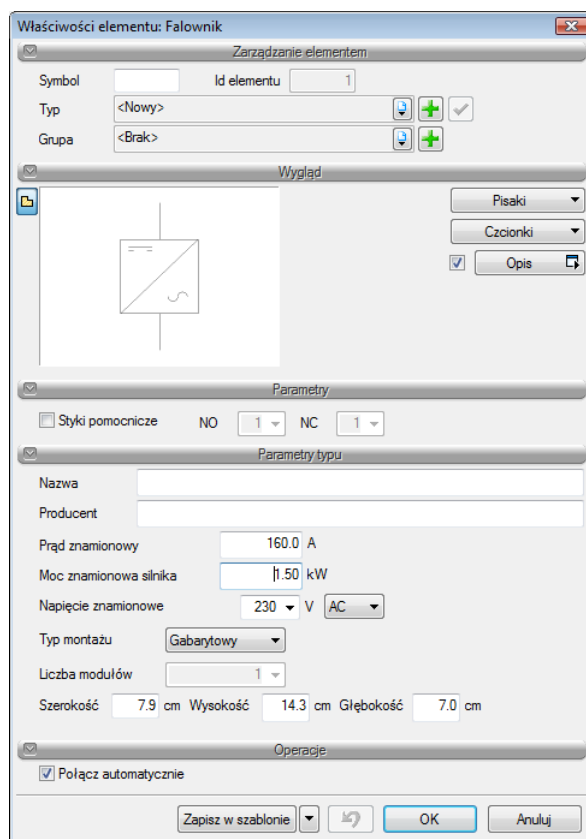 Właściwości elementu: Falownik
Zarządzanie elementem
Symbol Id elementu 1
Typ <Nowy>
Grupa <Brak>
Wygląd
Pisaki
Czcionki
Opis
Parametry
Styki pomocnicze NO 1 NC 1
Parametry typu
Nazwa
Producent
Prąd znamionowy 160.0 A
Moc znamionowa silnika 1.50 kW
Napięcie znamionowe 230 V AC
Typ montażu Gabarytowy
Liczba modułów 1
Szerokość 7.9 cm Wysokość 14.3 cm Głębokość 7.0 cm
Operacje
Połącz automatycznie
Zapisz w szablonie OK Anuluj